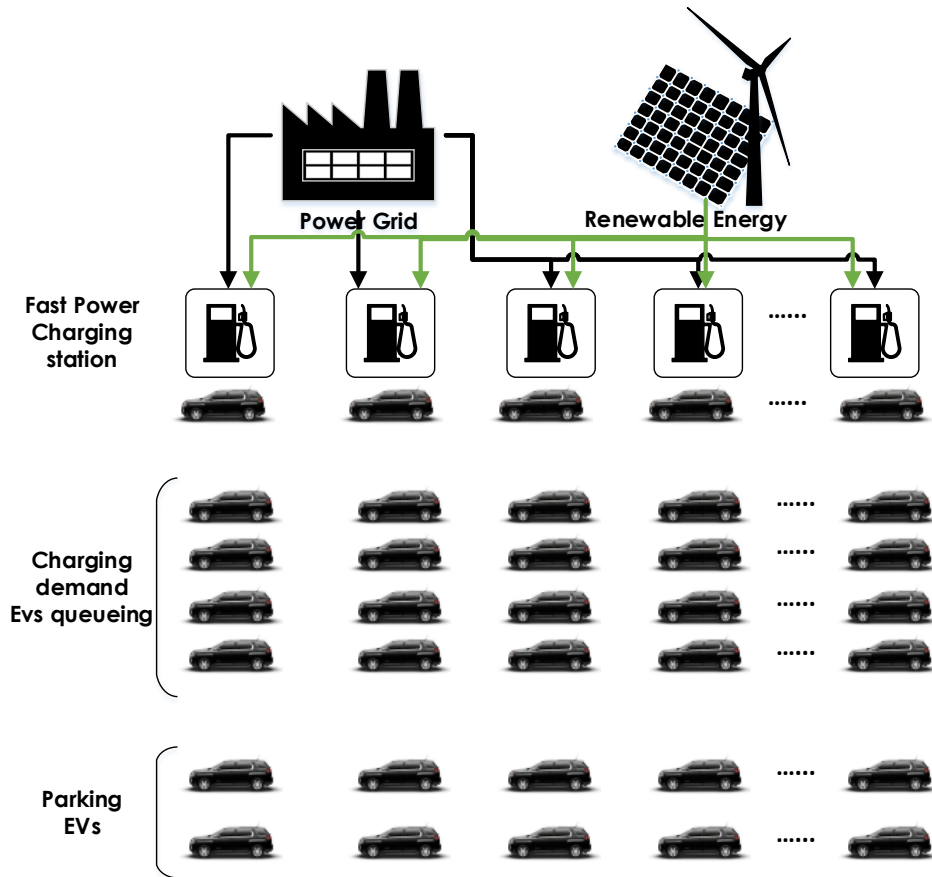 Power Grid
Renewable Energy
Fast Power
Charging
station
......
......
Charging
demand
Evs queueing
......
......
......
......
Parking
EVs
......
......